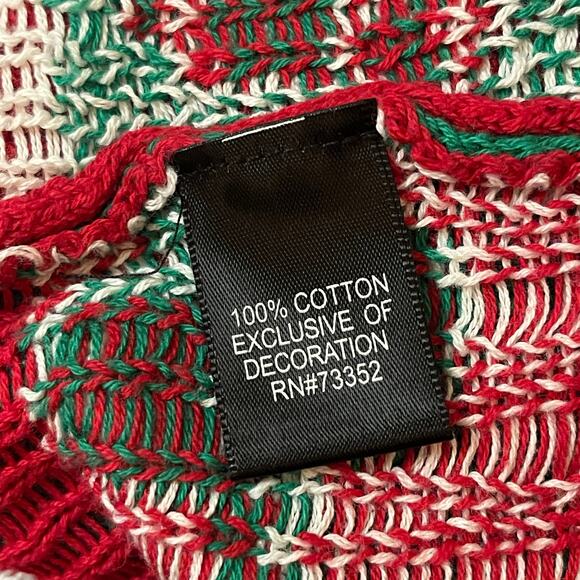 100% COTTON
EXCLUSIVE OF
DECORATION
RN#73352